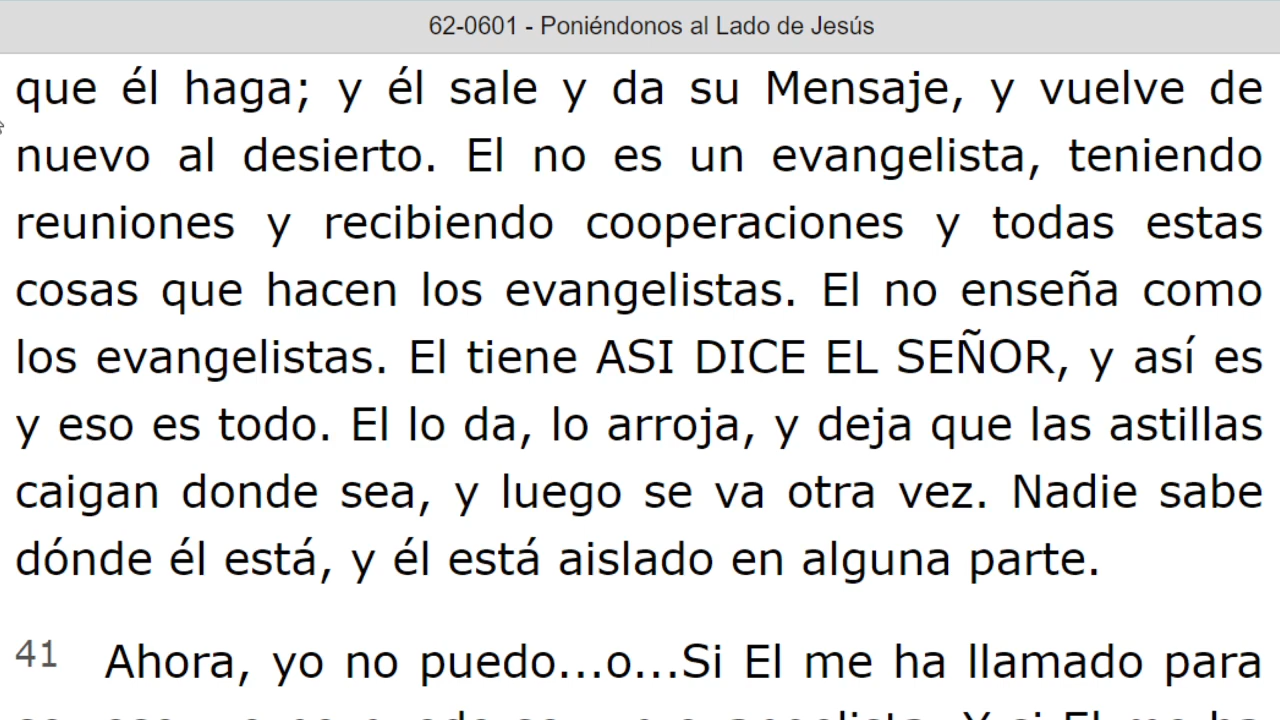 62-0601 - Poniéndonos al Lado de Jesús
que él haga; y él sale y da su Mensaje, y vuelve de
nuevo al desierto. El no es un evangelista, teniendo
reuniones y recibiendo cooperaciones y todas estas
cosas que hacen los evangelistas. El no enseña como
los evangelistas. El tiene ASI DICE EL SEÑOR, y así es
y eso es todo. El lo da, lo arroja, y deja que las astillas
caigan donde sea, y luego se va otra vez. Nadie sabe
dónde él está, y él está aislado en alguna parte.
41 Ahora, yo no puedo...o...Si El me ha llamado para